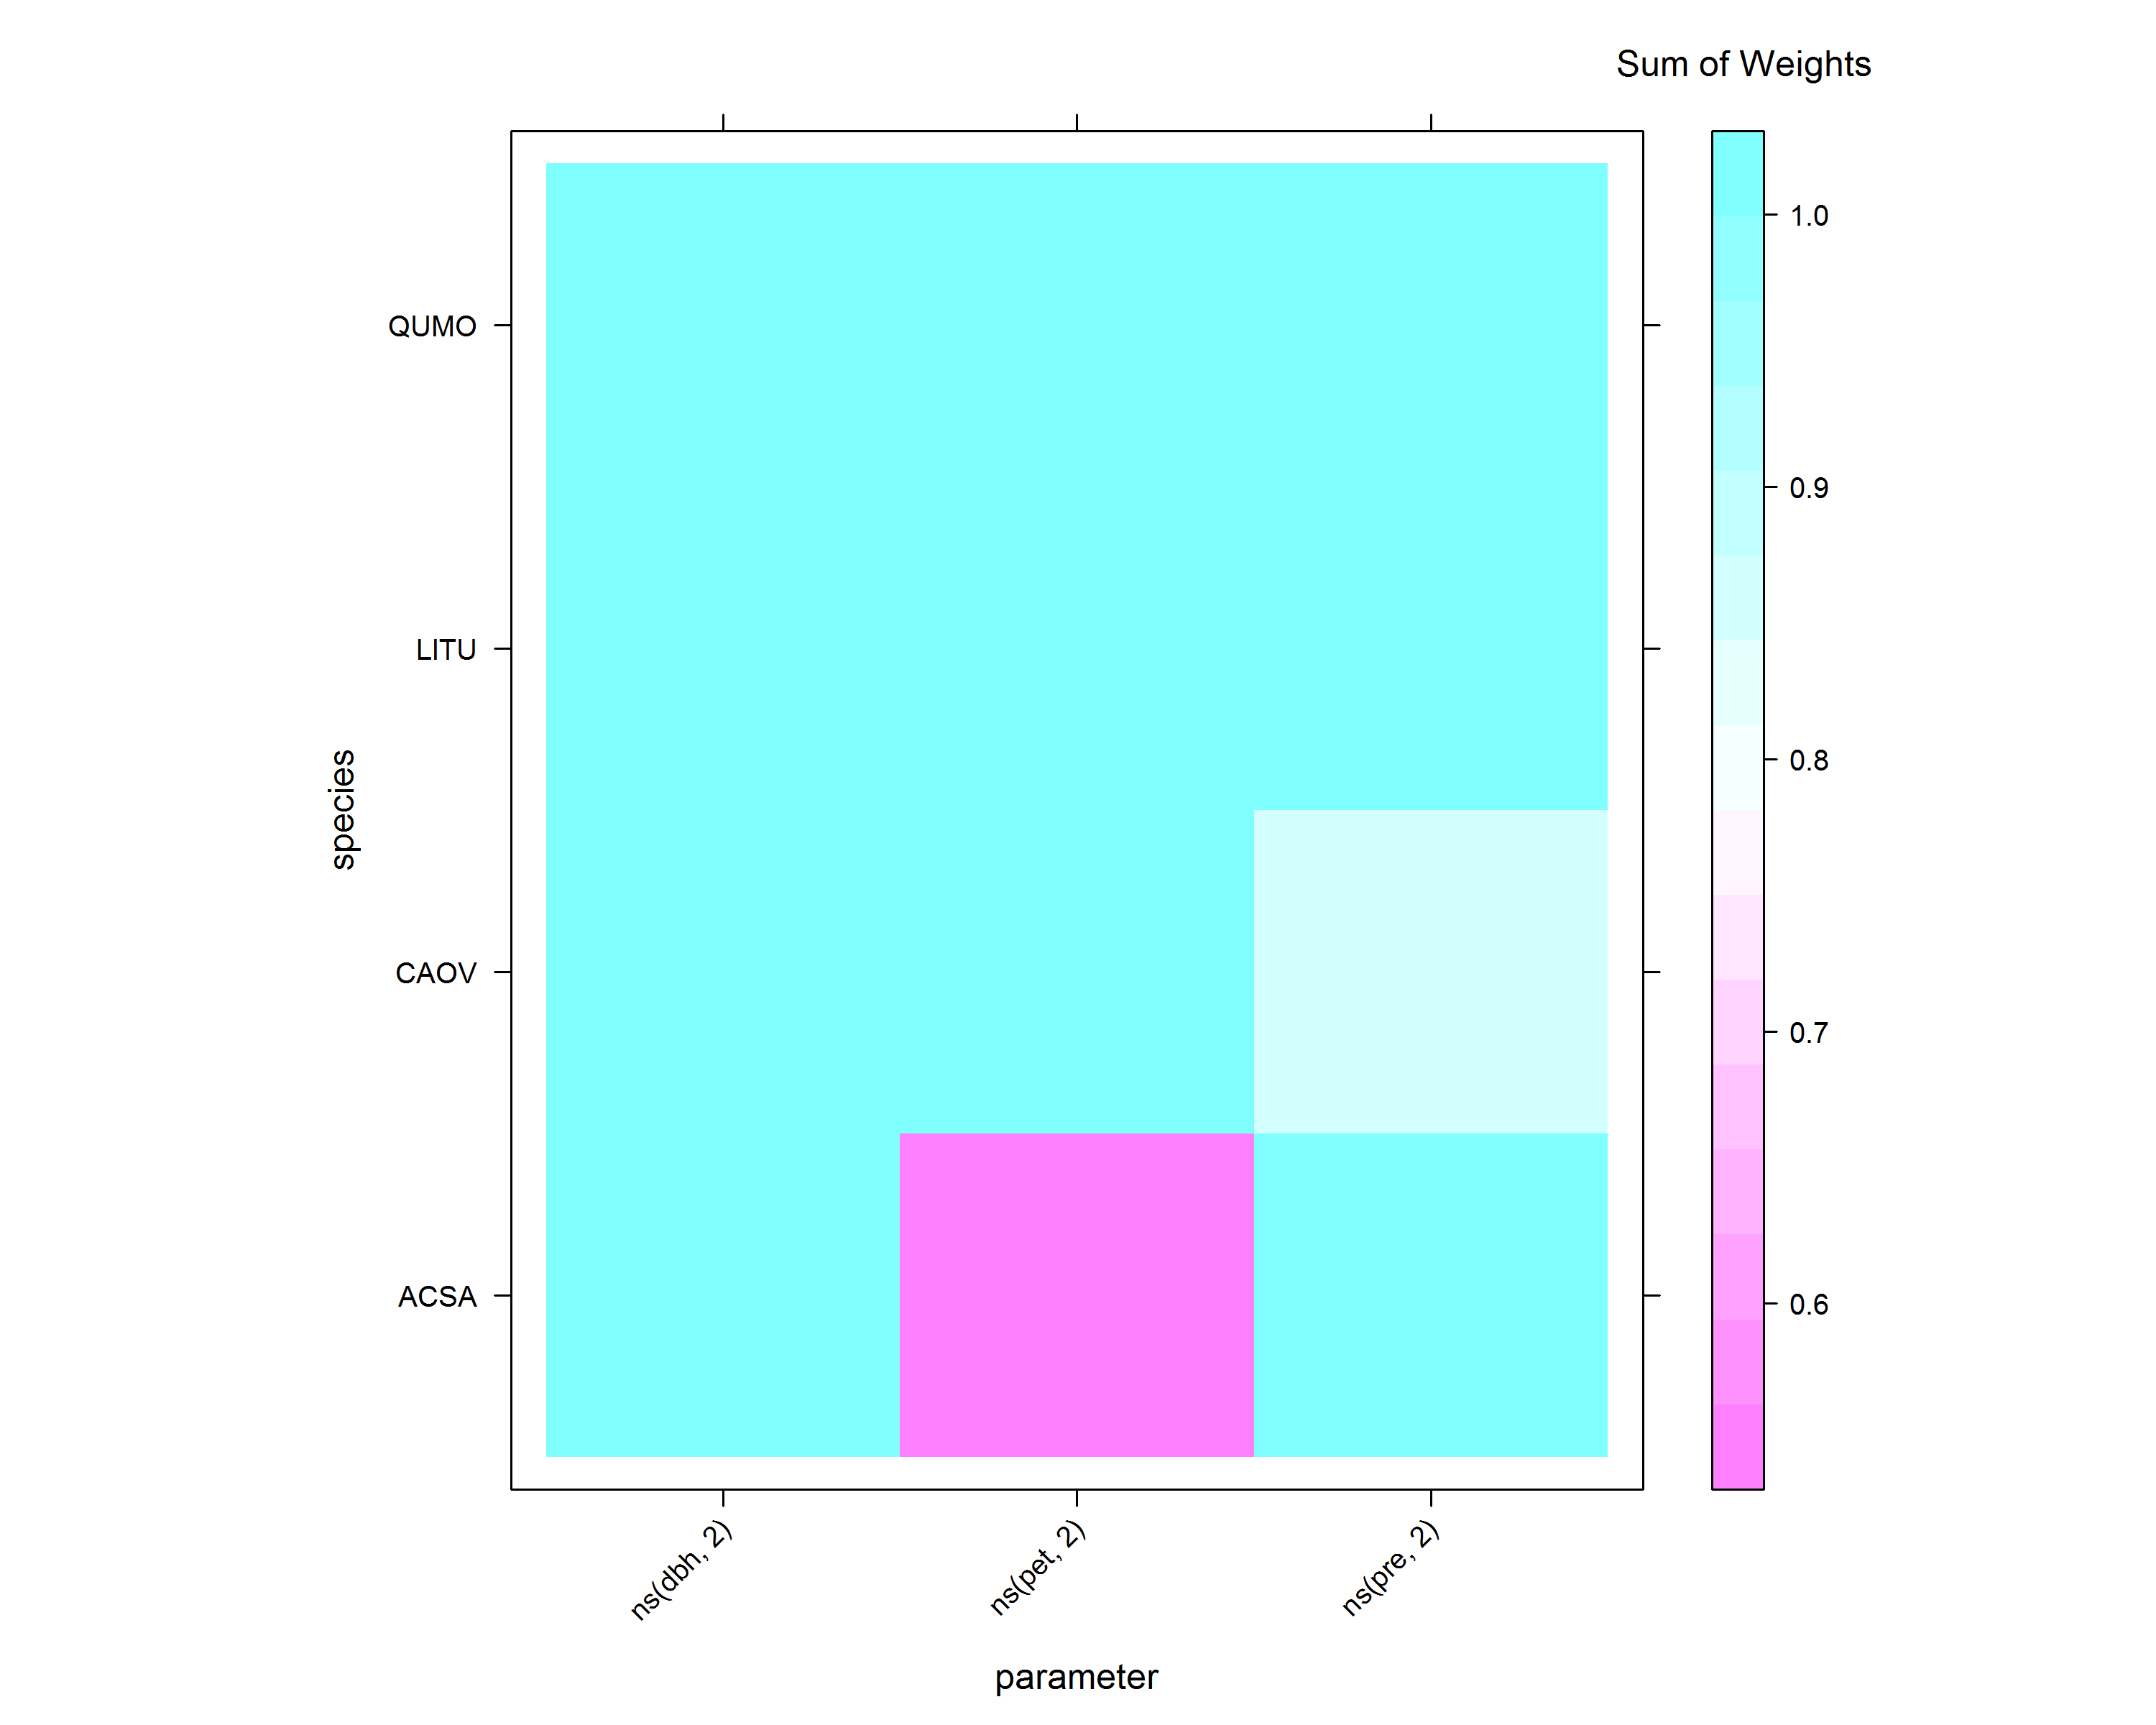 Sum of Weights
1.0
0.9
0.8
0.7
0.6
species
QUMO
LITU
CAOV
ACSA
ns(dbh, 2)
ns(pet, 2)
ns(pre, 2)
parameter